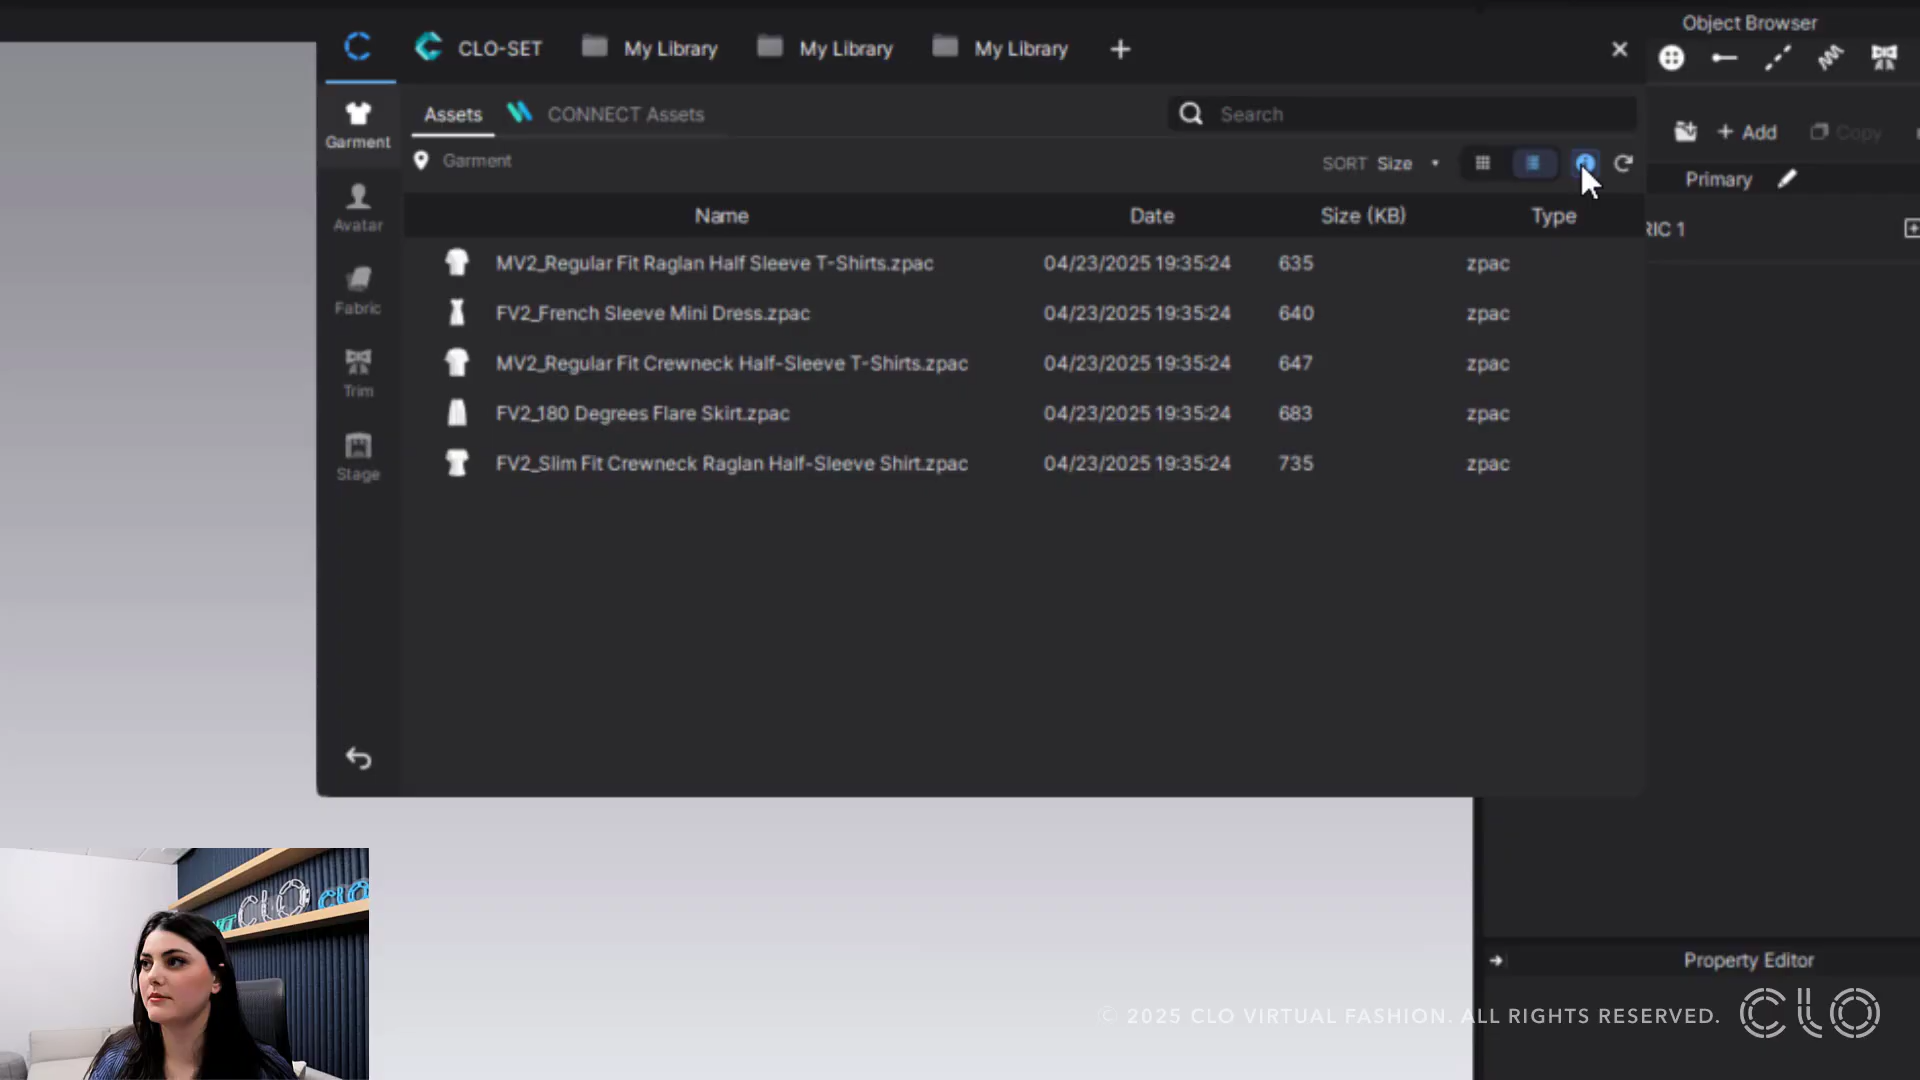 Object Browser
CLO-SET
My Library
My Library
My Library
Garment
Assets
CONNECT Assets
Search
Add
Copy
Garment
SORT Size
Primary
Avatar
Name
Date
Size (KB)
Type
RIC 1
MV2_Regular Fit Raglan Half Sleeve T-Shirts.zpac 04/23/2025 19:35:24 635 zpac
Fabric
FV2_French Sleeve Mini Dress.zpac 04/23/2025 19:35:24 640 zpac
MV2_Regular Fit Crewneck Half-Sleeve T-Shirts.zpac 04/23/2025 19:35:24 647 zpac
Trim
FV2_180 Degrees Flare Skirt.zpac 04/23/2025 19:35:24 683 zpac
FV2_Slim Fit Crewneck Raglan Half-Sleeve Shirt.zpac 04/23/2025 19:35:24 735 zpac
Stage
CLO
CLO
Property Editor
© 2025 CLO VIRTUAL FASHION. ALL RIGHTS RESERVED.
CLO